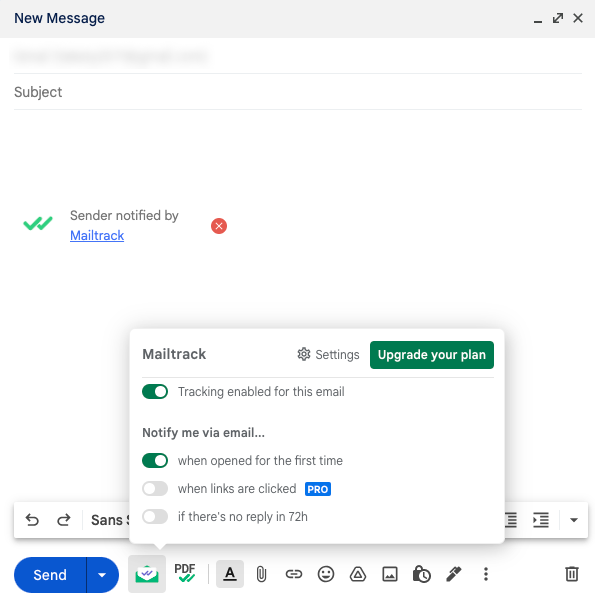 New Message
Subject
Sender notified by
Mailtrack
Mailtrack
Settings
Upgrade your plan
Tracking enabled for this email
Notify me via email...
when opened for the first time
when links are clicked PRO
if there's no reply in 72h
Sans
Send
PDF
A